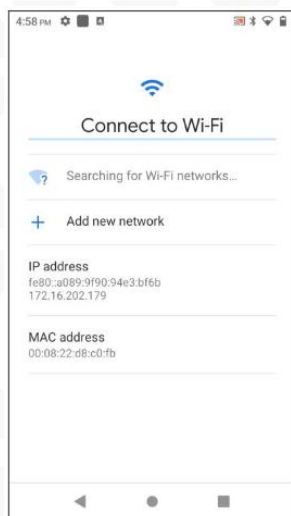 4:58 PM
Connect to Wi-Fi
Searching for Wi-Fi networks...
Add new network
IP address
fe80::a089:9f90:94e3:bf6b
172.16.202.179
MAC address
00:08:22:d8:c0:fb